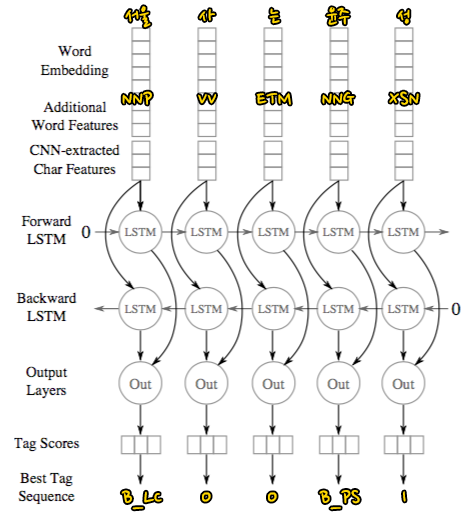 서울 사 는 윤주 성
Word
Embedding
NNP VV ETM NNG XSN
Additional
Word Features
CNN-extracted
Char Features
Forward
LSTM
0 LSTM LSTM LSTM LSTM LSTM
Backward
LSTM
LSTM LSTM LSTM LSTM LSTM 0
Output
Layers
Out Out Out Out Out
Tag Scores
Best Tag
Sequence
B_LC O O B_PS I